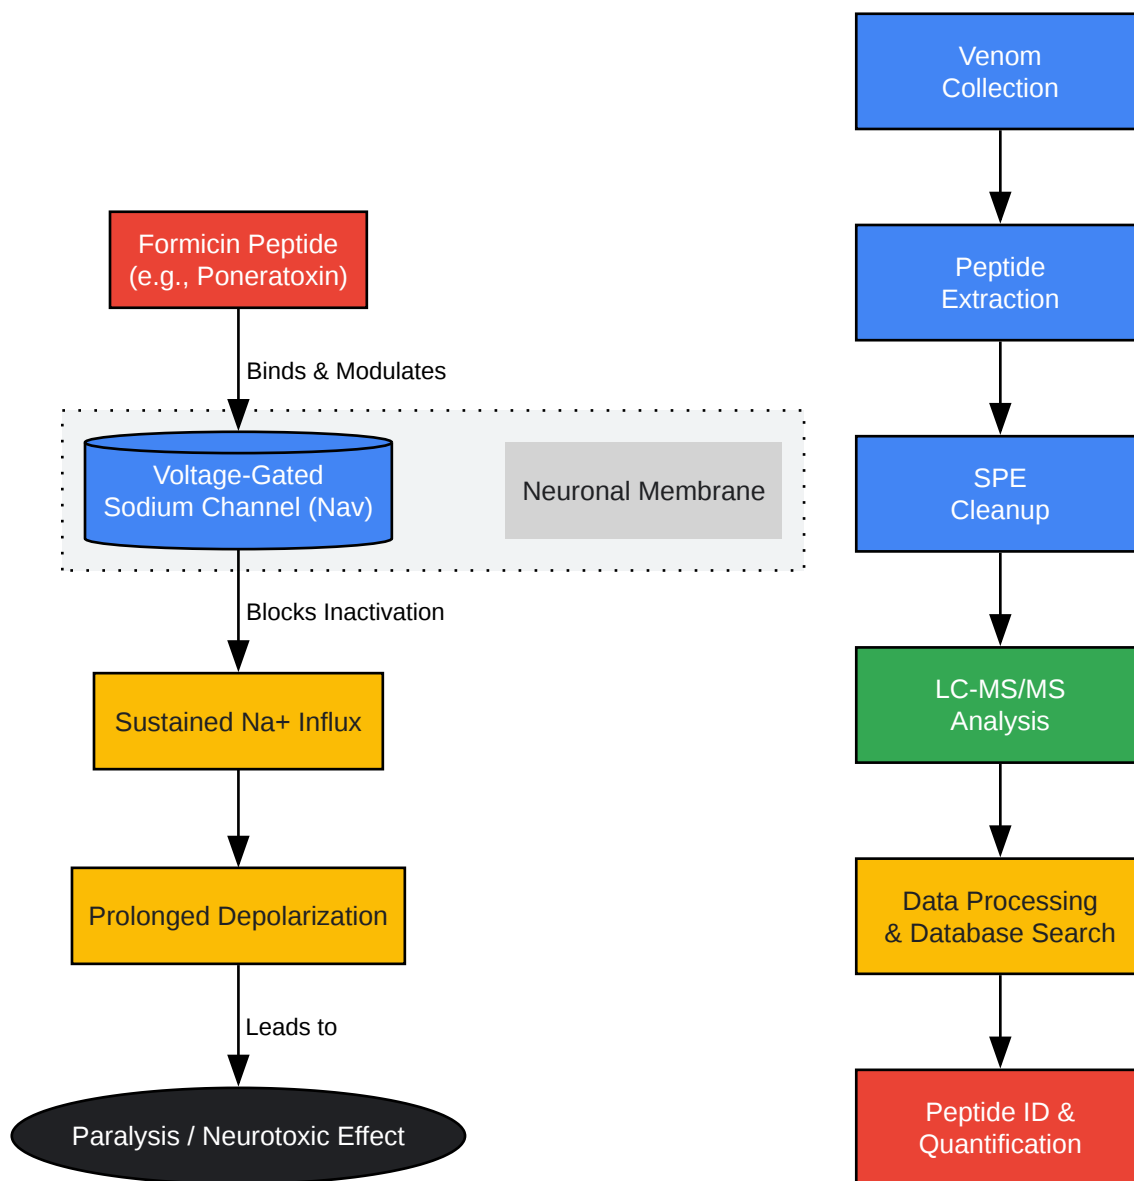 Formicin Peptide
(e.g., Poneratoxin)
Binds & Modulates
Voltage-Gated
Sodium Channel (Nav)
Neuronal Membrane
Blocks Inactivation
Sustained Na+ Influx
Prolonged Depolarization
Leads to
Paralysis / Neurotoxic Effect
Venom
Collection
Peptide
Extraction
SPE
Cleanup
LC-MS/MS
Analysis
Data Processing
& Database Search
Peptide ID &
Quantification